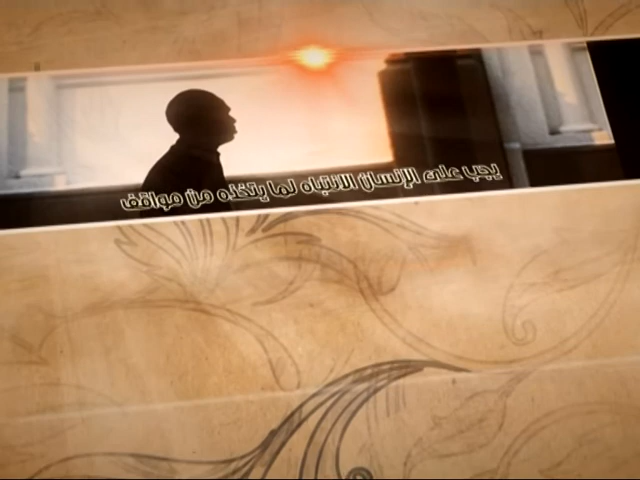 يجب على الإنسان الانتباه لما يتخذه من مواقف